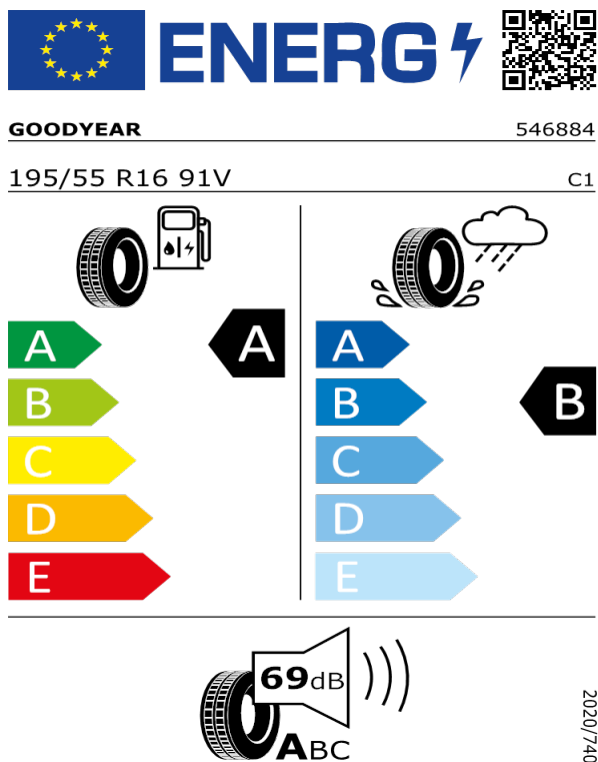 ENERG
GOODYEAR 546884
195/55 R16 91V C1
A A A
B B B
C C
D D
E E
69dB
ABC
2020/740